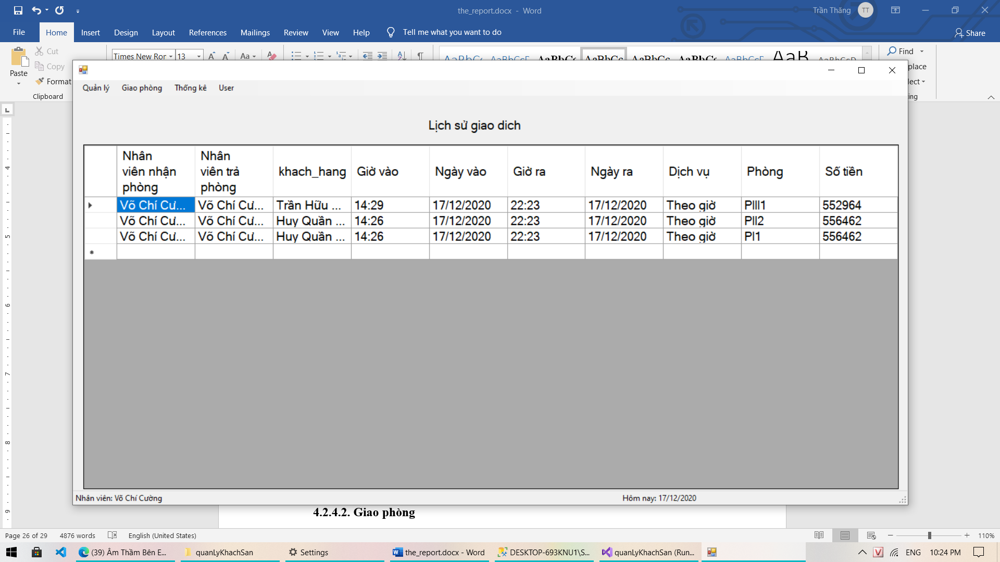 the_report.docx - Word
Trần Thăng
TT
File Home Insert Design Layout References Mailings Review View Help Tell me what you want to do
Share
Cut
Copy
Format
Paste
Clipboard
Times New Ror 13
Aa
Find
place
lect
ing
Quản lý Giao phòng Thống kê User
Lịch sử giao dich
Nhân viên nhận phòng Nhân viên trả phòng khach_hang Giờ vào Ngày vào Giờ ra Ngày ra Dịch vụ Phòng Số tiền
Võ Chí Cư... Võ Chí Cư... Trần Hữu ... 14:29 17/12/2020 22:23 17/12/2020 Theo giờ PIII1 552964
Võ Chí Cư... Võ Chí Cư... Huy Quần ... 14:26 17/12/2020 22:23 17/12/2020 Theo giờ PII2 556462
Võ Chí Cư... Võ Chí Cư... Huy Quần ... 14:26 17/12/2020 22:23 17/12/2020 Theo giờ PI1 556462
4
5
6
7
8
9
Nhân viên: Võ Chí Cường Hôm nay: 17/12/2020
4.2.4.2. Giao phòng
Page 26 of 29 4876 words English (United States) 110%
(39) Âm Thầm Bên E... quanLyKhachSan Settings the_report.docx - Word DESKTOP-693KNU1\S... quanLyKhachSan (Run... ENG 10:24 PM